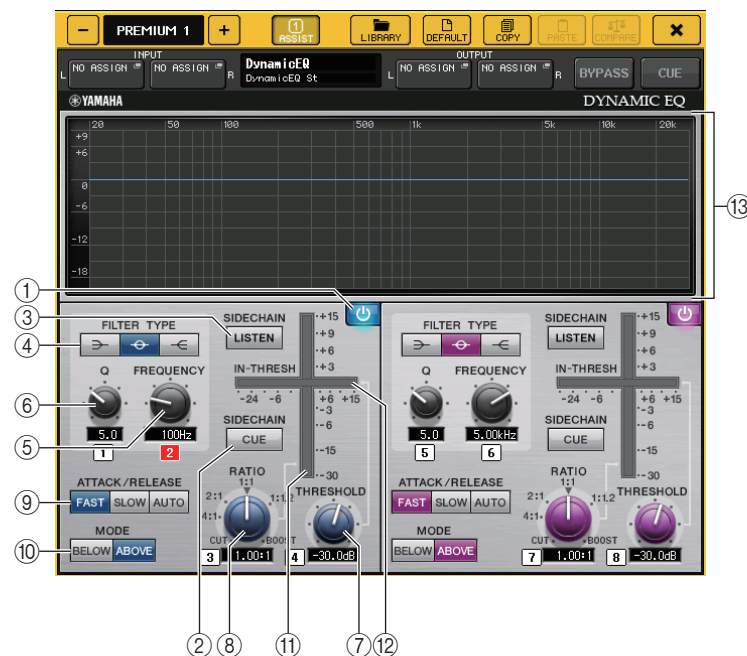 − PREMIUM 1 + 1 ASSIST LIBRARY DEFAULT COPY PASTE COMPARE ×
INPUT OUTPUT
L NO ASSIGN NO ASSIGN R DynamicEQ DynamicEQ St L NO ASSIGN NO ASSIGN R BYPASS CUE
YAMAHA DYNAMIC EQ
20 50 100 500 1k 5k 10k 20k
+9
+6
0
-6
-12
-18
⑬
①
③
④
⑥
⑤
⑨
⑩
FILTER TYPE
Q FREQUENCY
5.0 100Hz
1 2
ATTACK/RELEASE
FAST SLOW AUTO
MODE
BELOW ABOVE
SIDECHAIN
LISTEN
IN-THRESH
-24 -6 +6 +15
SIDECHAIN
CUE
+15
+9
+6
+3
-3
-6
-15
-30
RATIO
1:1
2:1 1:1.2
4:1
CUT BOOST
3 1.00:1
THRESHOLD
4 -30.0dB
FILTER TYPE
Q FREQUENCY
5.0 5.00kHz
5 6
ATTACK/RELEASE
FAST SLOW AUTO
MODE
BELOW ABOVE
SIDECHAIN
LISTEN
IN-THRESH
-24 -6 +6 +15
SIDECHAIN
CUE
+15
+9
+6
+3
-3
-6
-15
-30
RATIO
1:1
2:1 1:1.2
4:1
CUT BOOST
7 1.00:1
THRESHOLD
8 -30.0dB
② ⑧ ⑪ ⑦ ⑫